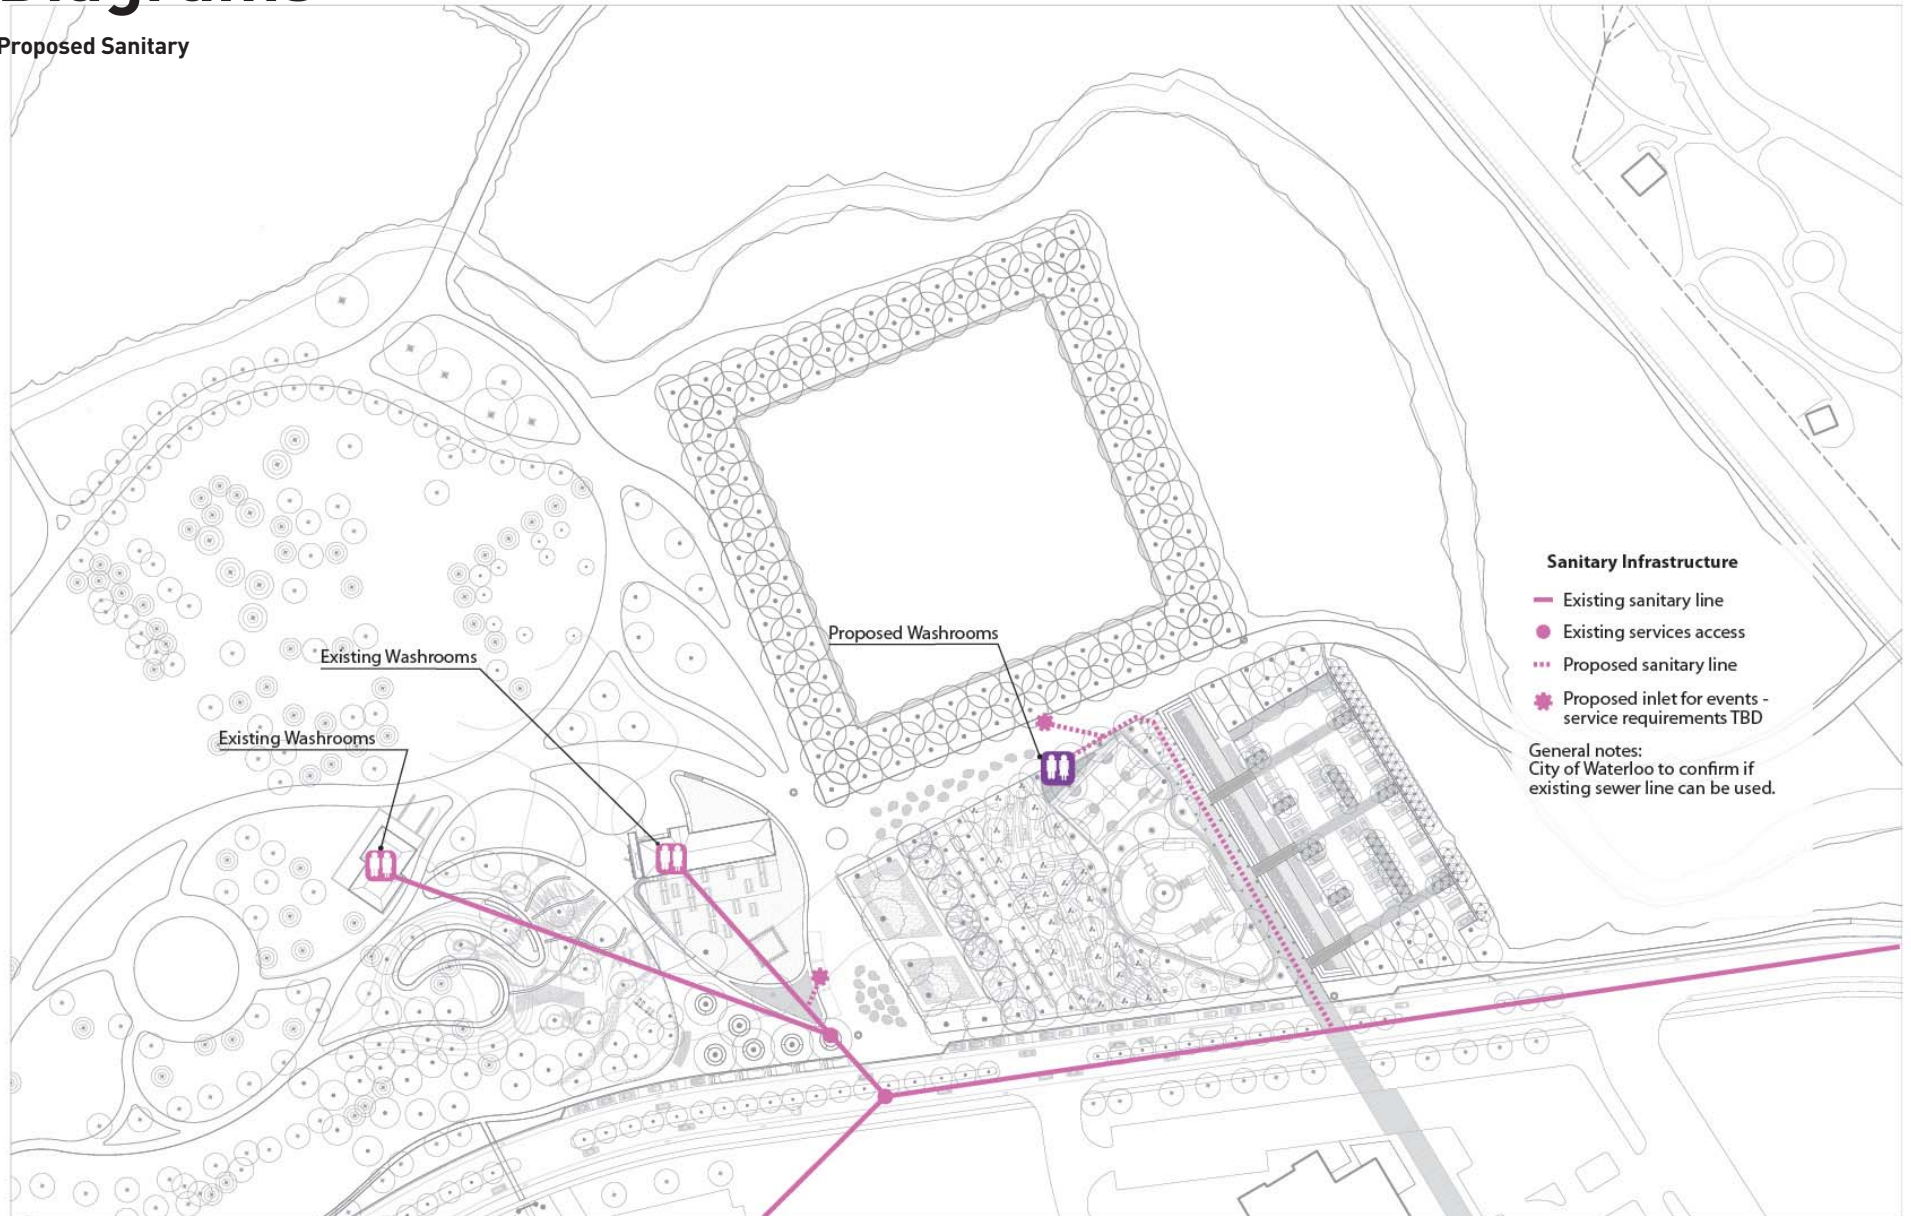 Diagrams
Proposed Sanitary
Proposed Washrooms
Existing Washrooms
Existing Washrooms
Sanitary Infrastructure
Existing sanitary line
Existing services access
Proposed sanitary line
Proposed inlet for events -
service requirements TBD
General notes:
City of Waterloo to confirm if
existing sewer line can be used.